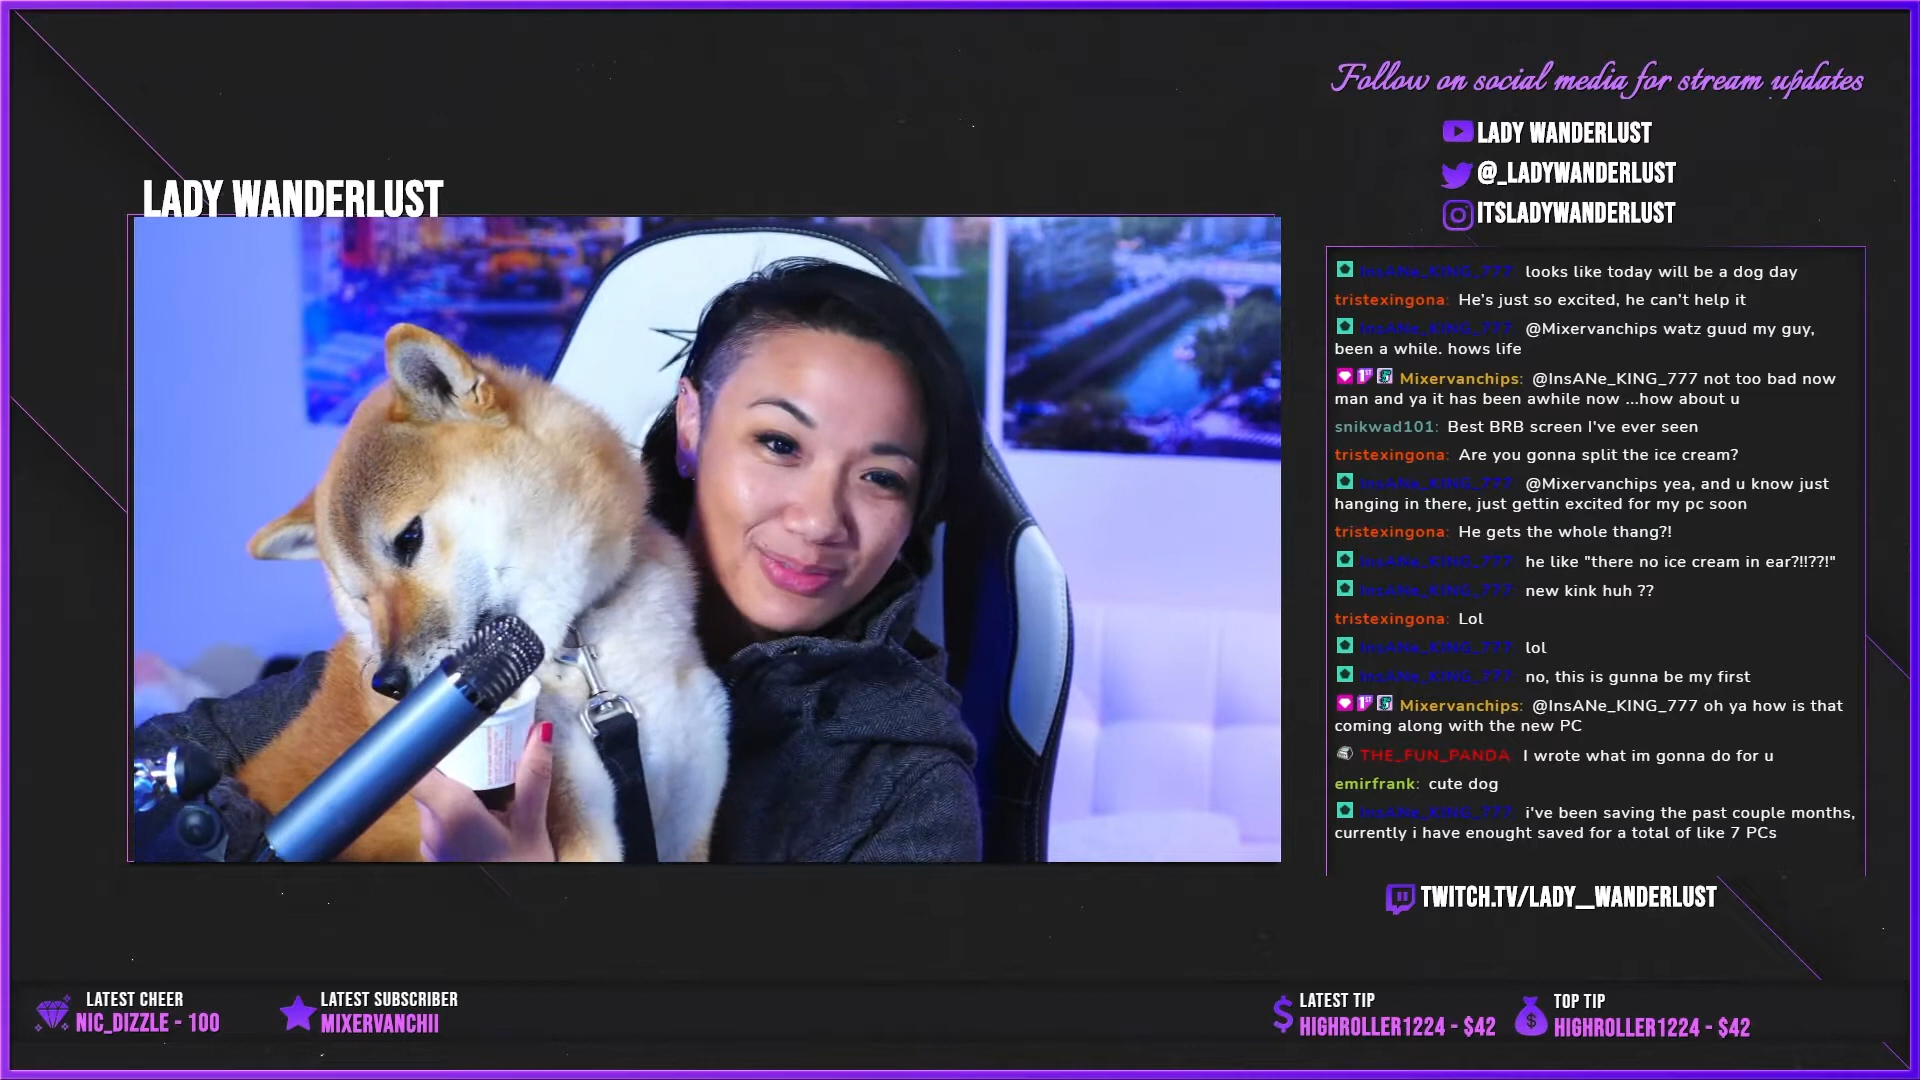 Follow on social media for stream updates
LADY WANDERLUST
@_LADYWANDERLUST
ITSLADYWANDERLUST
LADY WANDERLUST
InsANe_KING_777 looks like today will be a dog day
tristexingona: He's just so excited, he can't help it
InsANe_KING_777 @Mixervanchips watz guud my guy,
been a while. hows life
Mixervanchips: @InsANe_KING_777 not too bad now
man and ya it has been awhile now ...how about u
snikwad101: Best BRB screen I've ever seen
tristexingona: Are you gonna split the ice cream?
InsANe_KING_777 @Mixervanchips yea, and u know just
hanging in there, just gettin excited for my pc soon
tristexingona: He gets the whole thang?!
InsANe_KING_777 he like "there no ice cream in ear?!!??!"
InsANe_KING_777 new kink huh ??
tristexingona: Lol
InsANe_KING_777 lol
InsANe_KING_777 no, this is gunna be my first
Mixervanchips: @InsANe_KING_777 oh ya how is that
coming along with the new PC
THE_FUN_PANDA I wrote what im gonna do for u
emirfrank: cute dog
InsANe_KING_777 i've been saving the past couple months,
currently i have enought saved for a total of like 7 PCs
TWITCH.TV/LADY__WANDERLUST
LATEST CHEER
NIC_DIZZLE - 100
LATEST SUBSCRIBER
MIXERVANCHII
LATEST TIP
HIGHROLLER1224 - $42
TOP TIP
HIGHROLLER1224 - $42